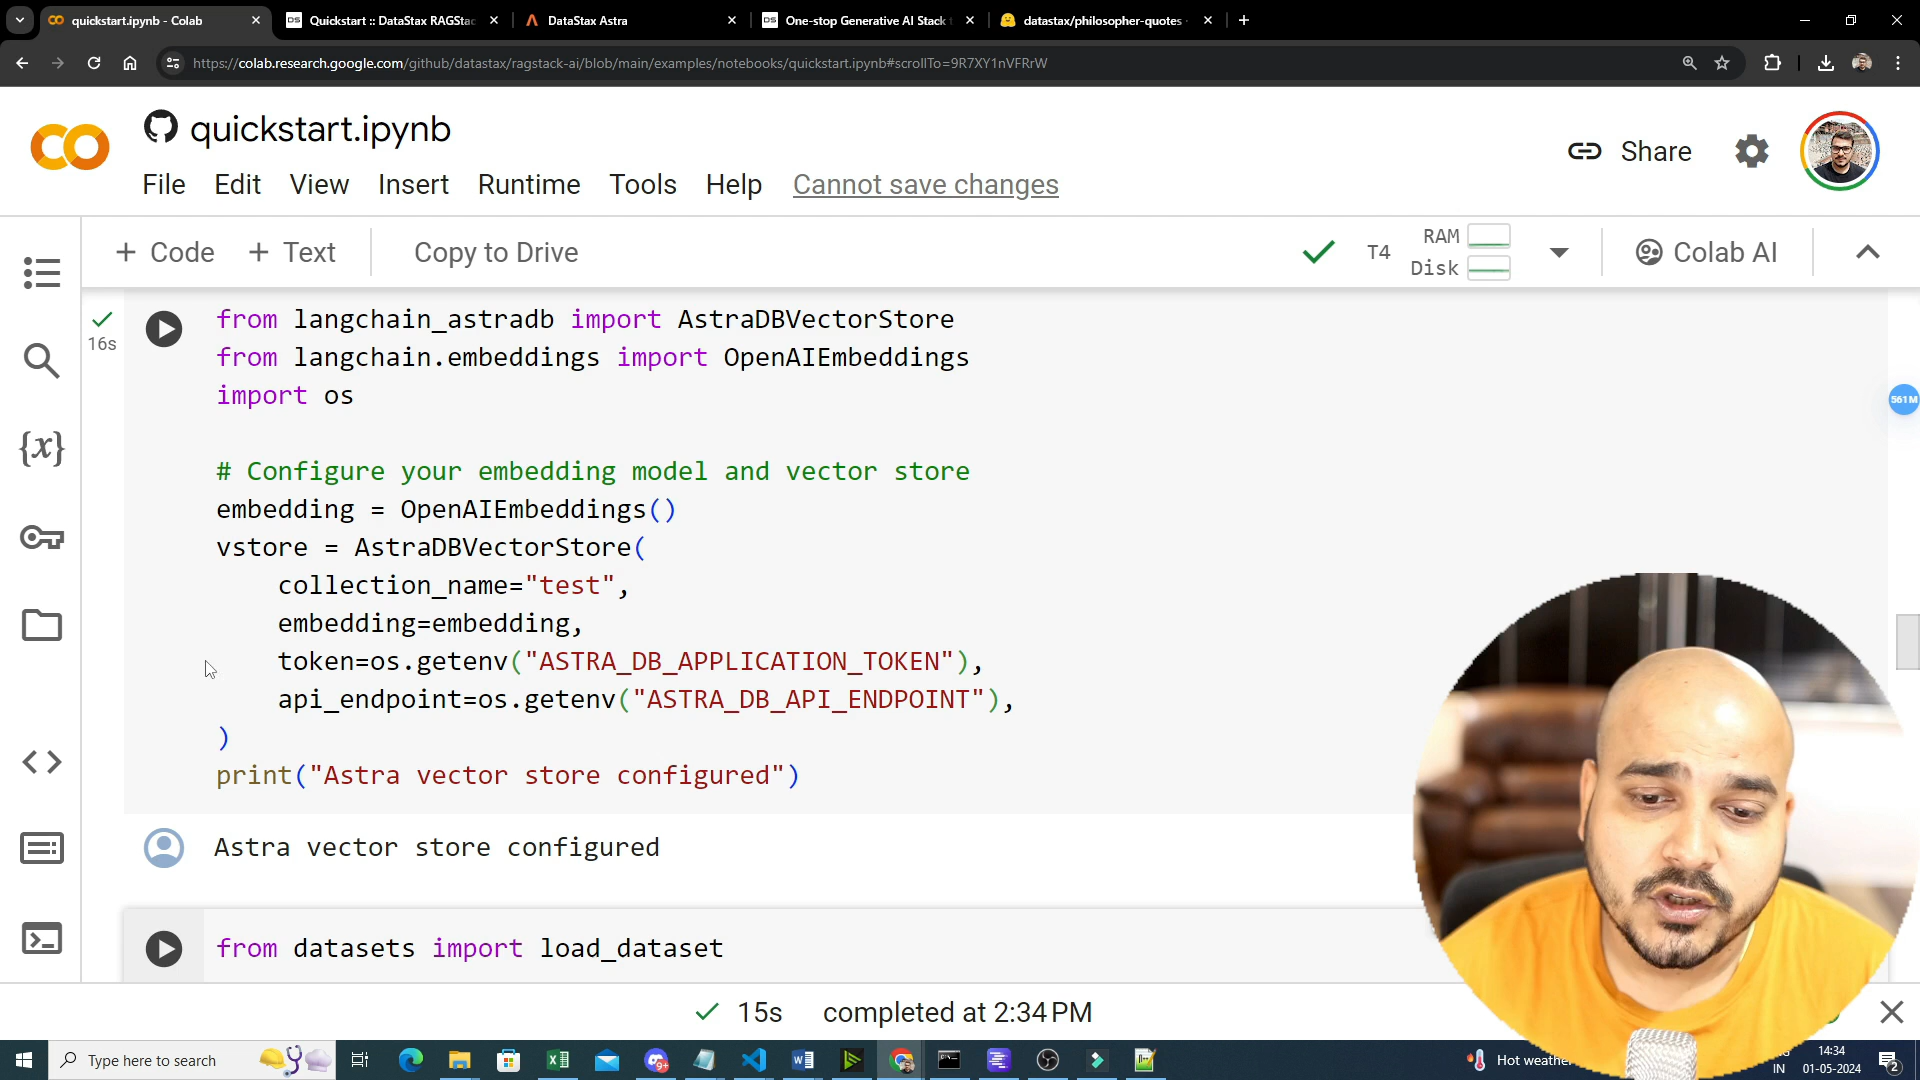 quickstart.ipynb - Colab
Quickstart :: DataStax RAGStac
DataStax Astra
One-stop Generative AI Stack
datastax/philosopher-quotes
https://colab.research.google.com/github/datastax/ragstack-ai/blob/main/examples/notebooks/quickstart.ipynb#scrollTo=9R7XY1nVFRrW
quickstart.ipynb
Share
File Edit View Insert Runtime Tools Help Cannot save changes
+ Code + Text Copy to Drive
T4
RAM
Disk
Colab AI
16s
from langchain_astradb import AstraDBVectorStore
from langchain.embeddings import OpenAIEmbeddings
import os
# Configure your embedding model and vector store
embedding = OpenAIEmbeddings()
vstore = AstraDBVectorStore(
collection_name="test",
embedding=embedding,
token=os.getenv("ASTRA_DB_APPLICATION_TOKEN"),
api_endpoint=os.getenv("ASTRA_DB_API_ENDPOINT"),
)
print("Astra vector store configured")
561M
Astra vector store configured
from datasets import load_dataset
15s completed at 2:34 PM
Type here to search
Hot weather
IN
14:34
01-05-2024
2